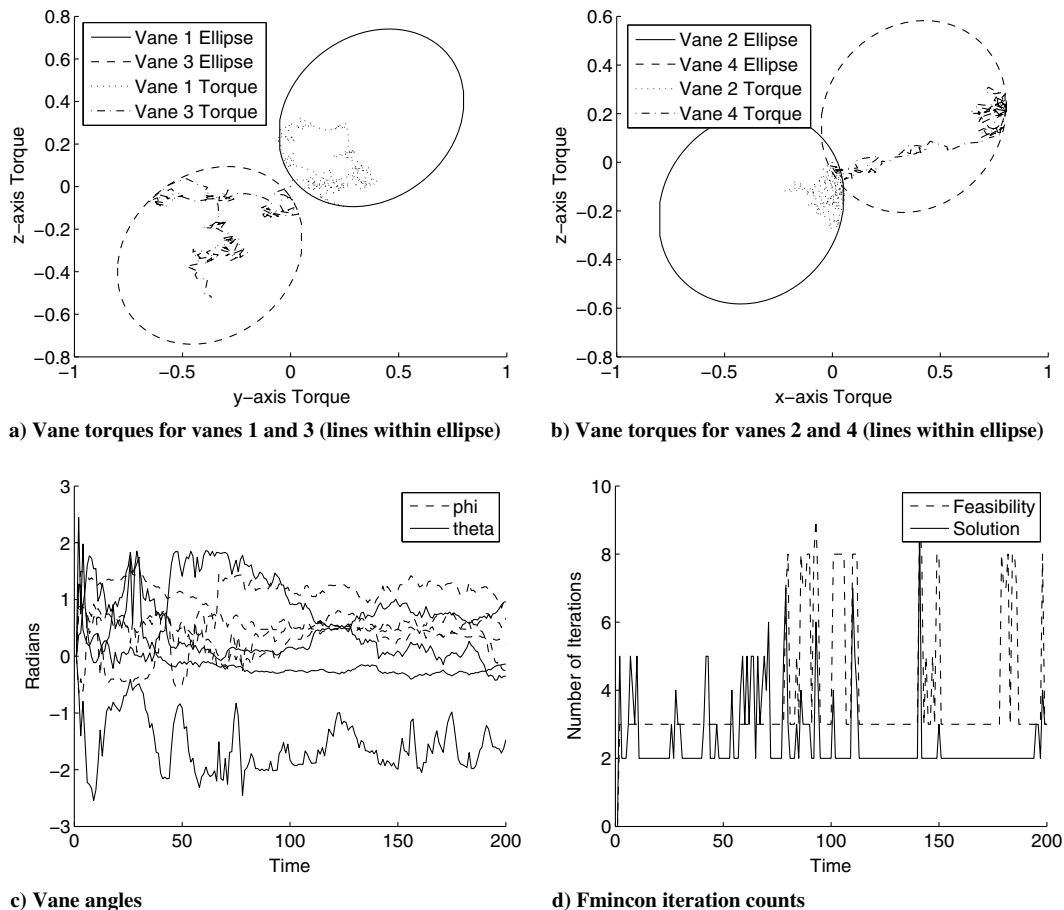 0.8
0.6
0.4
0.2
0
−0.2
−0.4
−0.6
−0.8
−1
−0.5
0
0.5
1
z−axis Torque
y−axis Torque
Vane 1 Ellipse
Vane 3 Ellipse
Vane 1 Torque
Vane 3 Torque
a) Vane torques for vanes 1 and 3 (lines within ellipse)
0.6
0.4
0.2
0
−0.2
−0.4
−0.6
−0.8
−1
−0.5
0
0.5
1
z−axis Torque
x−axis Torque
Vane 2 Ellipse
Vane 4 Ellipse
Vane 2 Torque
Vane 4 Torque
b) Vane torques for vanes 2 and 4 (lines within ellipse)
3
2
1
0
−1
−2
−3
0
50
100
150
200
Radians
Time
phi
theta
c) Vane angles
10
8
6
4
2
0
0
50
100
150
200
Number of Iterations
Time
Feasibility
Solution
d) Fmincon iteration counts